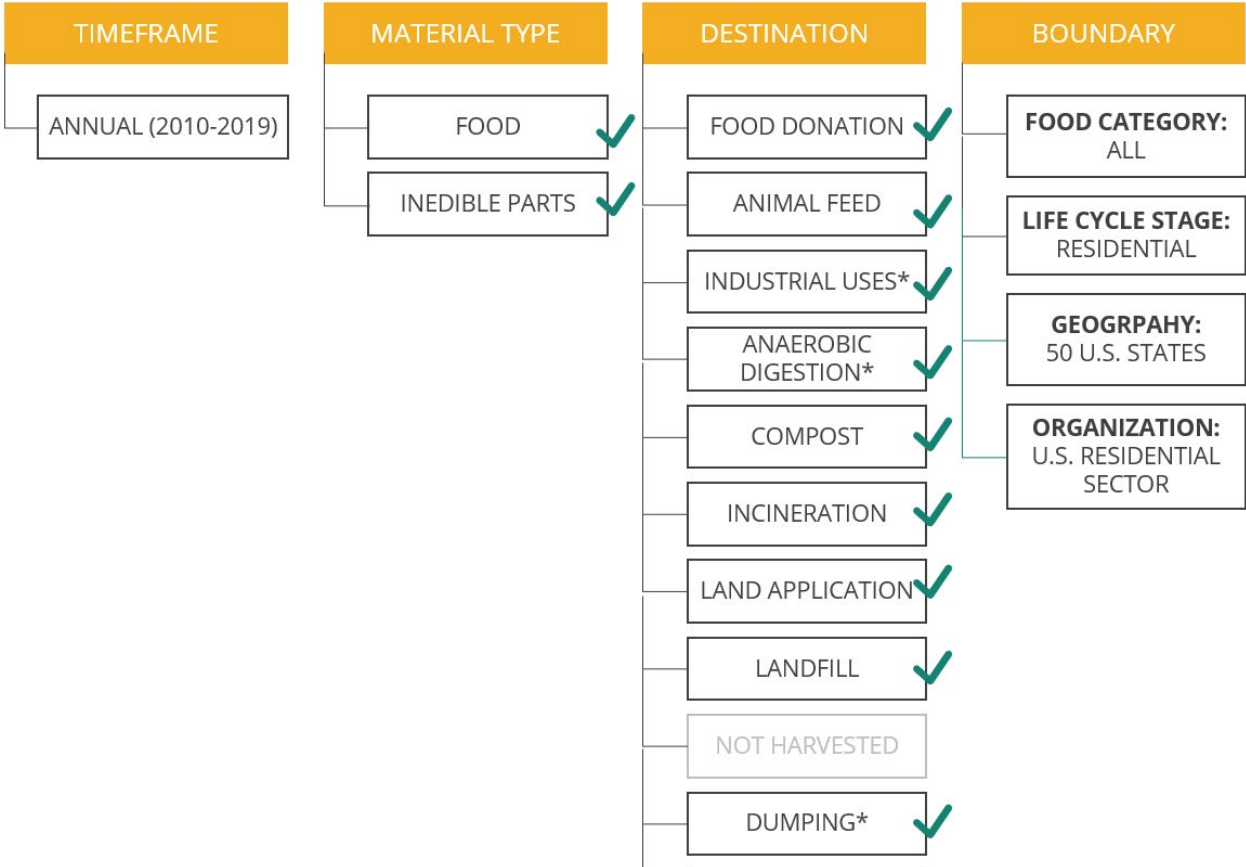 TIMEFRAME
ANNUAL (2010-2019)
MATERIAL TYPE
FOOD
INEDIBLE PARTS
DESTINATION
FOOD DONATION
ANIMAL FEED
INDUSTRIAL USES*
ANAEROBIC
DIGESTION*
COMPOST
INCINERATION
LAND APPLICATION
LANDFILL
NOT HARVESTED
DUMPING*
BOUNDARY
FOOD CATEGORY:
ALL
LIFE CYCLE STAGE:
RESIDENTIAL
GEOGRPAHY:
50 U.S. STATES
ORGANIZATION:
U.S. RESIDENTIAL
SECTOR